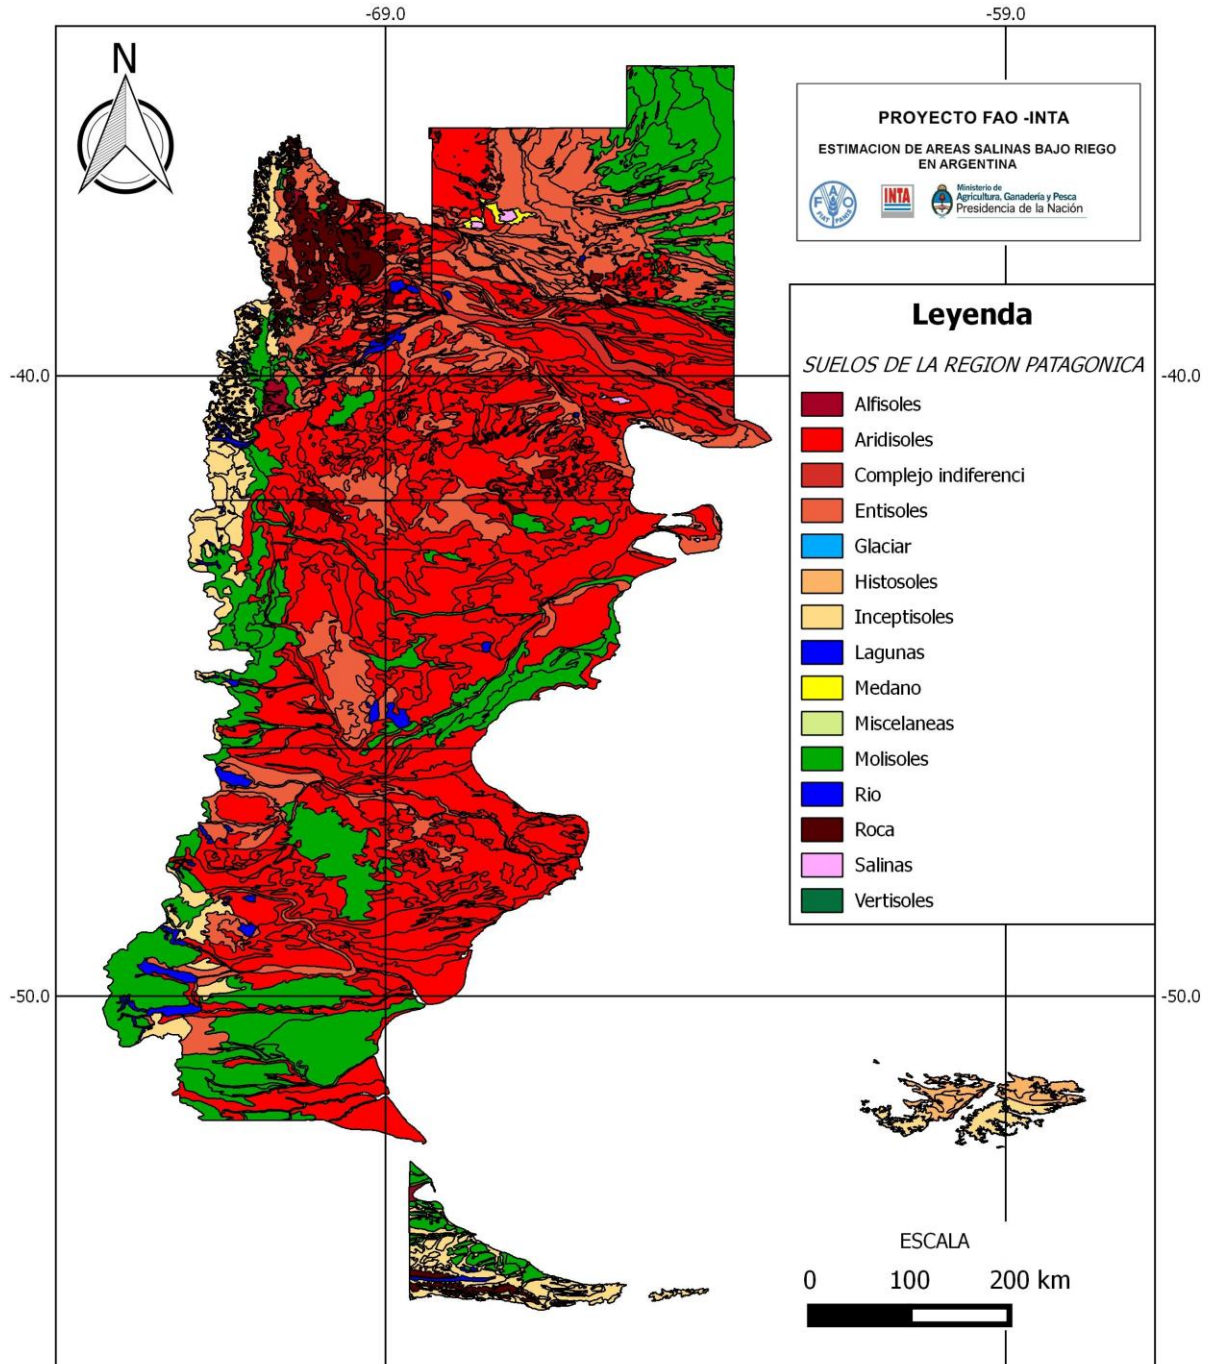 -69.0
-59.0
N
PROYECTO FAO -INTA
ESTIMACION DE AREAS SALINAS BAJO RIEGO
EN ARGENTINA
FAO
FIAT PANIS
INTA
Ministerio de
Agricultura, Ganadería y Pesca
Presidencia de la Nación
Leyenda
SUELOS DE LA REGION PATAGONICA
Alfisoles
Aridisoles
Complejo indiferenci
Entisoles
Glaciar
Histosoles
Inceptisoles
Lagunas
Medano
Miscelaneas
Molisoles
Rio
Roca
Salinas
Vertisoles
-40.0
-40.0
-50.0
-50.0
ESCALA
0 100 200 km